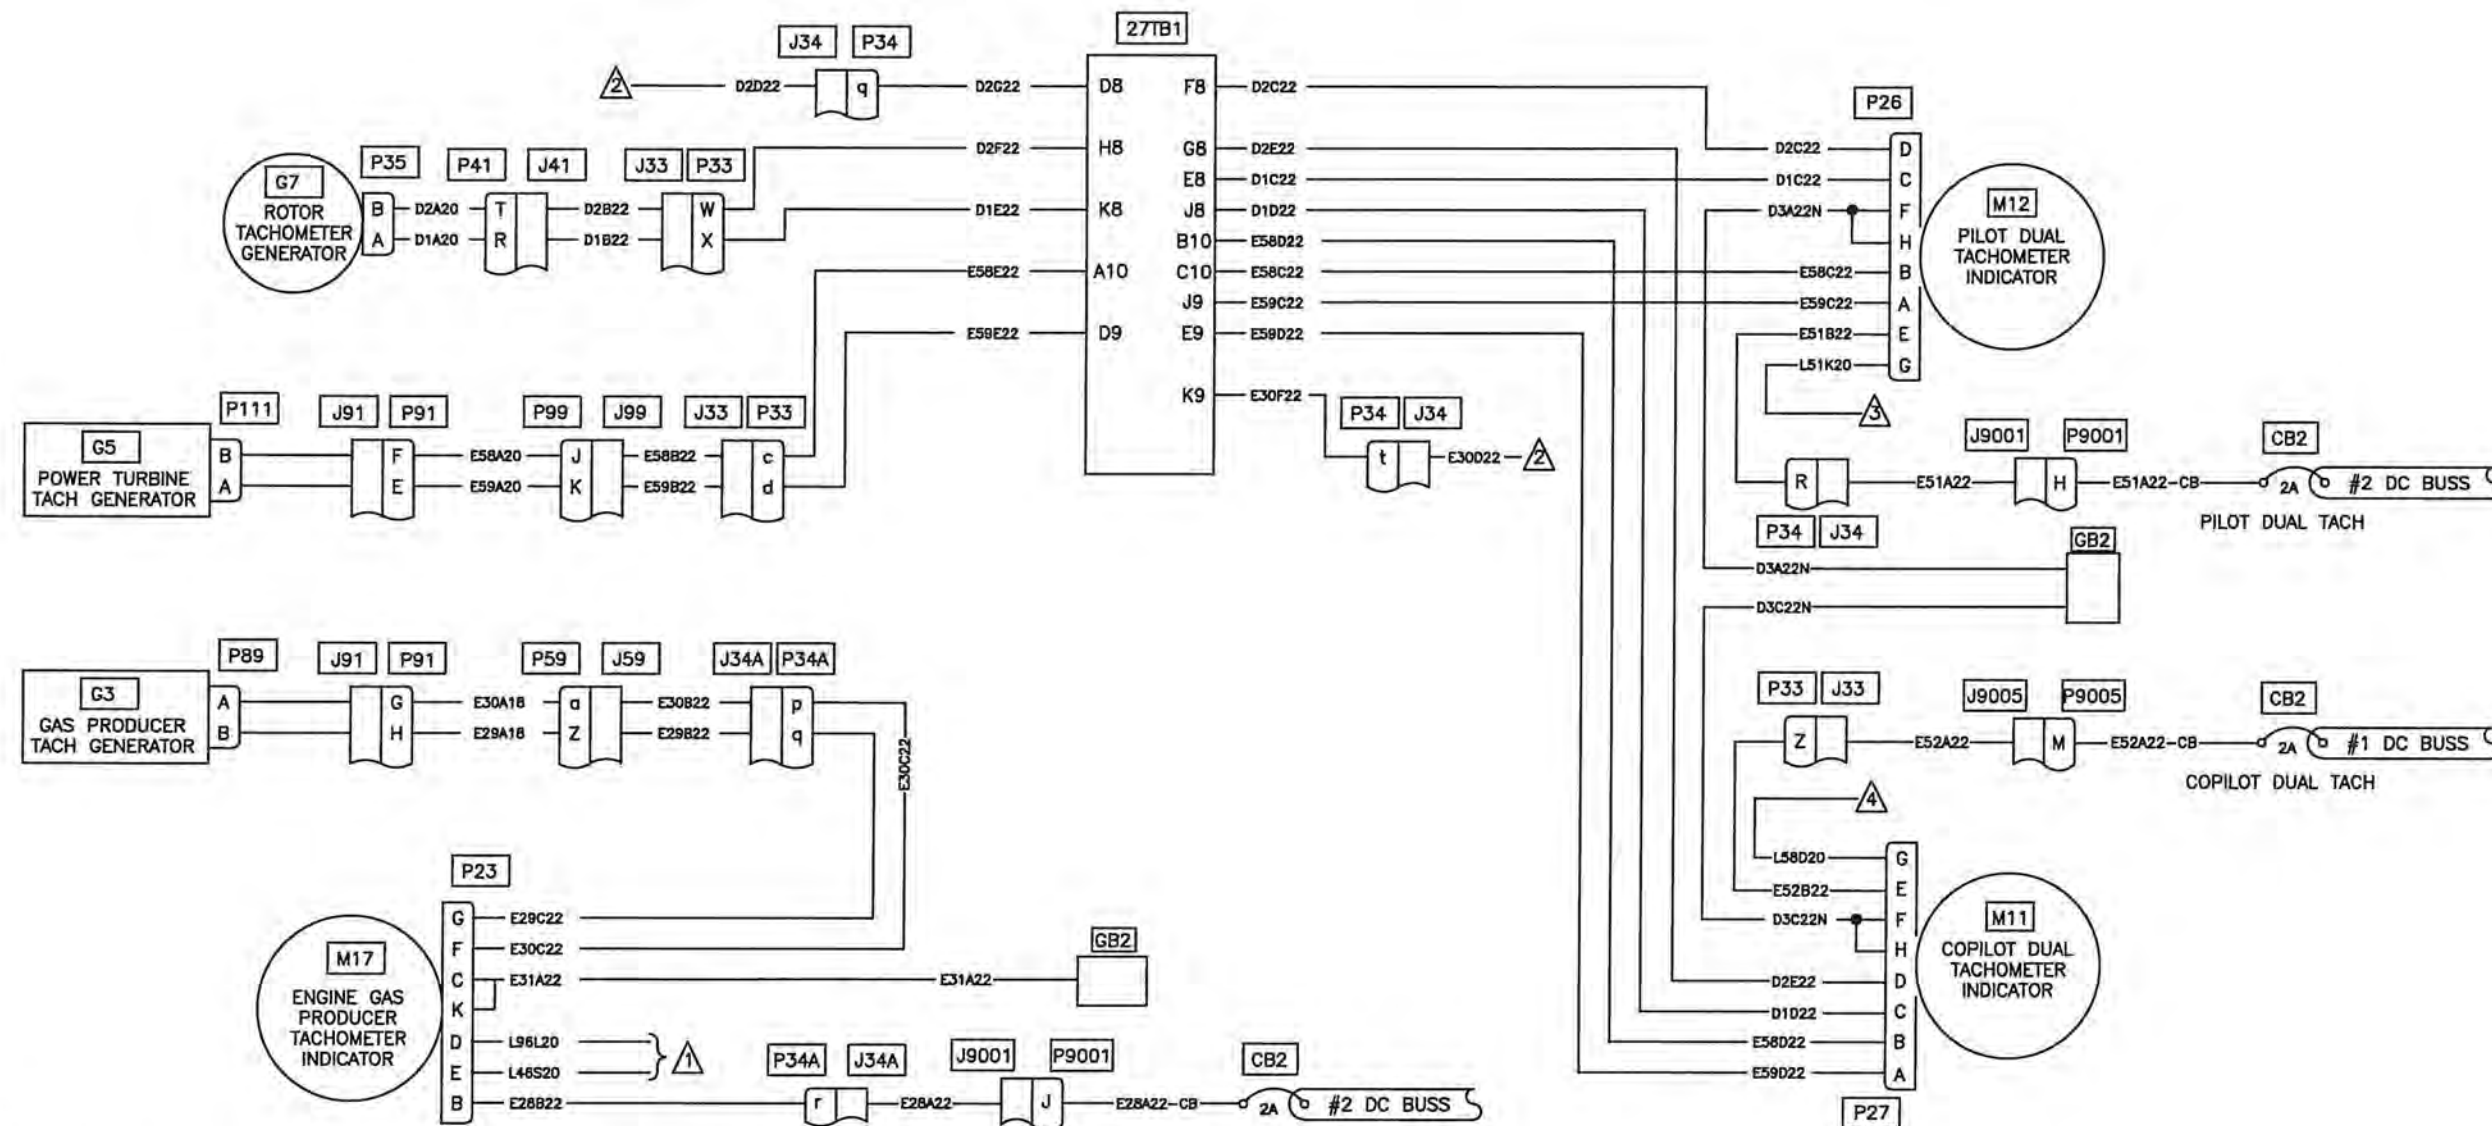 27TB1
J34 P34
2 D2D22 q D2G22 D8 F8 D2C22
P26
D2F22 H8 G8 D2E22 D2C22 D
E8 D1C22 D1C22 C
P35 P41 J41 J33 P33
G7
ROTOR
TACHOMETER
GENERATOR
B D2A20 T D2B22 W
A D1A20 R D1B22 X
D1E22 K8 J8 D1D22 D3A22N F
H
M12
PILOT DUAL
TACHOMETER
INDICATOR
B10 E58D22
E58E22 A10 C10 E58C22 E58C22 B
J9 E59C22 E59C22 A
E59E22 D9 E9 E59D22 E51B22 E
L51K20 G
K9 E30F22
3
P34 J34
t E30D22 2
P111 J91 P91 P99 J99 J33 P33
G5
POWER TURBINE
TACH GENERATOR
B F E58A20 J E58B22 c
A E E59A20 K E59B22 d
J9001 P9001 CB2
R E51A22 H E51A22-CB 2A #2 DC BUSS
PILOT DUAL TACH
P34 J34
GB2
D3A22N
D3C22N
P89 J91 P91 P59 J59 J34A P34A
G3
GAS PRODUCER
TACH GENERATOR
A G E30A18 a E30B22 p
B H E29A18 Z E29B22 q
E30C22
P33 J33 J9005 P9005 CB2
Z E52A22 M E52A22-CB 2A #1 DC BUSS
COPILOT DUAL TACH
4
P23
M17
ENGINE GAS
PRODUCER
TACHOMETER
INDICATOR
G E29C22
F E30C22
C E31A22 E31A22
K
GB2
D L96L20
E L46S20
1
B E28B22
P34A J34A J9001 P9001 CB2
r E28A22 J E28A22-CB 2A #2 DC BUSS
L58D20 G
E52B22 E
D3C22N F
H
D2E22 D
D1D22 C
E58D22 B
E59D22 A
M11
COPILOT DUAL
TACHOMETER
INDICATOR
P27